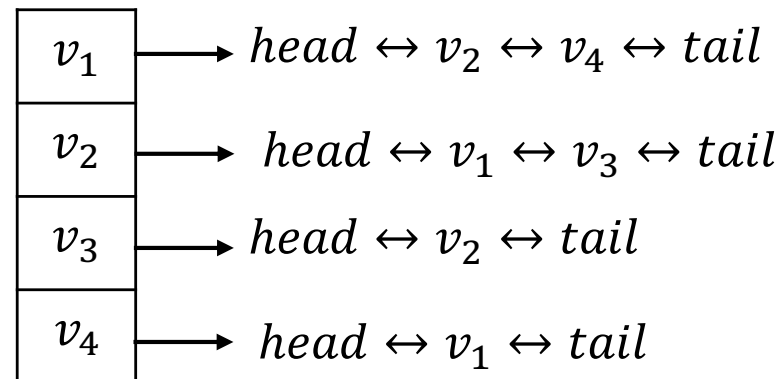 v₁ → head ↔ v₂ ↔ v₄ ↔ tail
v₂ → head ↔ v₁ ↔ v₃ ↔ tail
v₃ → head ↔ v₂ ↔ tail
v₄ → head ↔ v₁ ↔ tail